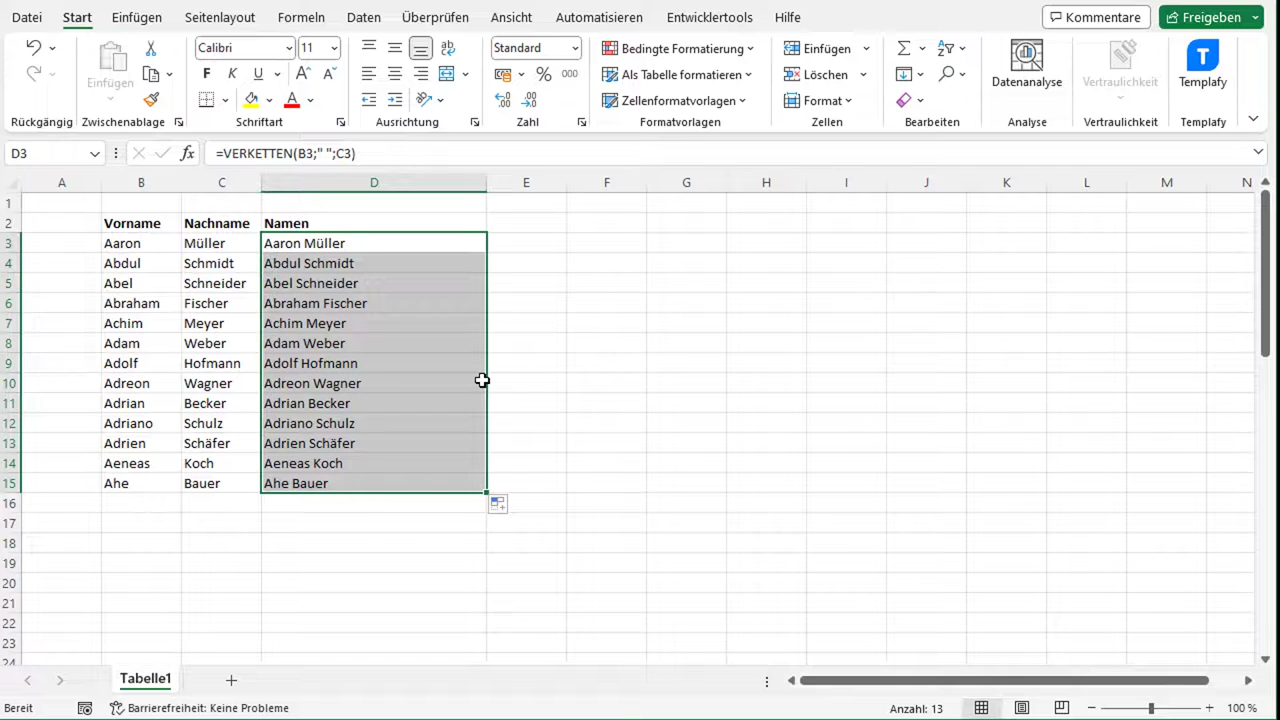 Datei Start Einfügen Seitenlayout Formeln Daten Überprüfen Ansicht Automatisieren Entwicklertools Hilfe Kommentare Freigeben
Calibri 11 Standard Bedingte Formatierung Einfügen
Einfügen F K U A A ab c 000 Als Tabelle formatieren Löschen Datenanalyse Vertraulichkeit Templafy
A Zellenformatvorlagen Format
Rückgängig Zwischenablage Schriftart Ausrichtung Zahl Formatvorlagen Zellen Bearbeiten Analyse Vertraulichkeit Templafy
D3 fx =VERKETTEN(B3;" ";C3)
A B C D E F G H I J K L M N
1
2 Vorname Nachname Namen
3 Aaron Müller Aaron Müller
4 Abdul Schmidt Abdul Schmidt
5 Abel Schneider Abel Schneider
6 Abraham Fischer Abraham Fischer
7 Achim Meyer Achim Meyer
8 Adam Weber Adam Weber
9 Adolf Hofmann Adolf Hofmann
10 Adreon Wagner Adreon Wagner
11 Adrian Becker Adrian Becker
12 Adriano Schulz Adriano Schulz
13 Adrien Schäfer Adrien Schäfer
14 Aeneas Koch Aeneas Koch
15 Ahe Bauer Ahe Bauer
16
17
18
19
20
21
22
23
24
Tabelle1
Bereit Barrierefreiheit: Keine Probleme Anzahl: 13 100 %